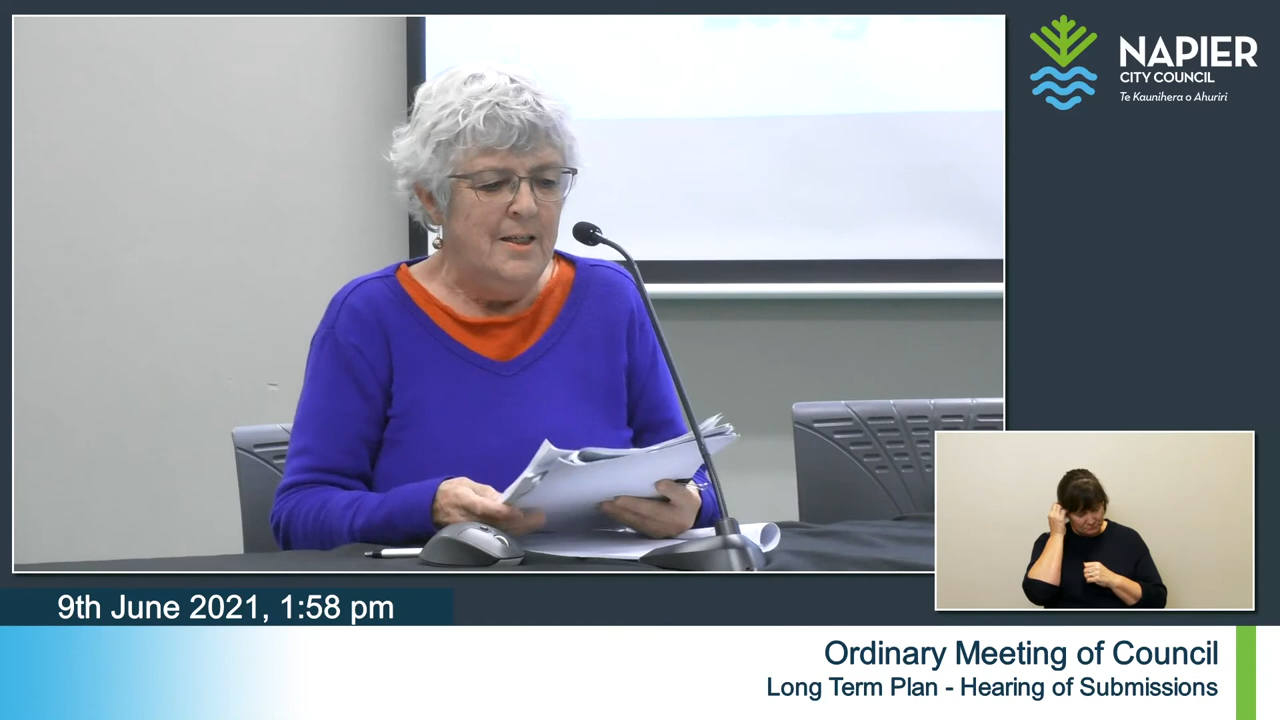 NAPIER
CITY COUNCIL
Te Kaunihera o Ahuriri
9th June 2021, 1:58 pm
Ordinary Meeting of Council
Long Term Plan - Hearing of Submissions